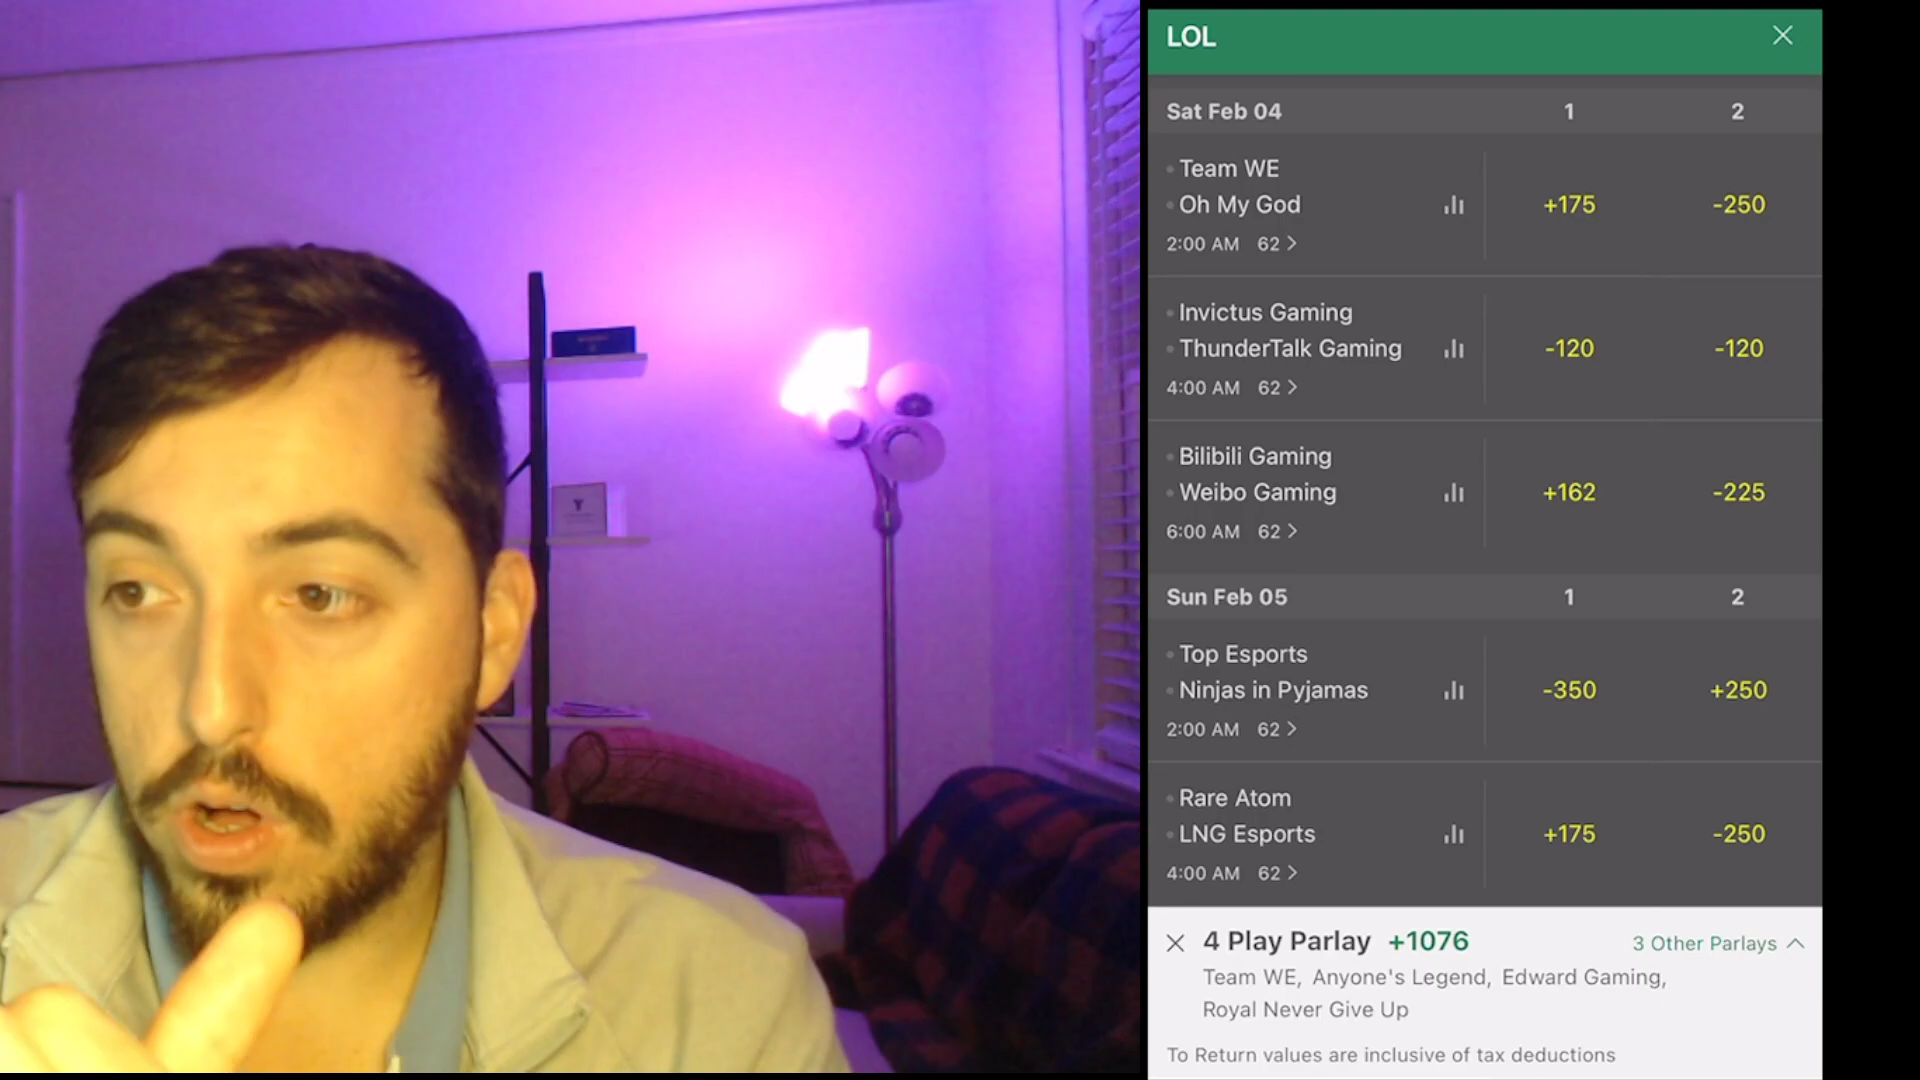 LOL
Sat Feb 04 1 2
Team WE
Oh My God +175 -250
2:00 AM 62 >
Invictus Gaming
ThunderTalk Gaming -120 -120
4:00 AM 62 >
Bilibili Gaming
Weibo Gaming +162 -225
6:00 AM 62 >
Sun Feb 05 1 2
Top Esports
Ninjas in Pyjamas -350 +250
2:00 AM 62 >
Rare Atom
LNG Esports +175 -250
4:00 AM 62 >
4 Play Parlay +1076 3 Other Parlays
Team WE, Anyone's Legend, Edward Gaming,
Royal Never Give Up
To Return values are inclusive of tax deductions